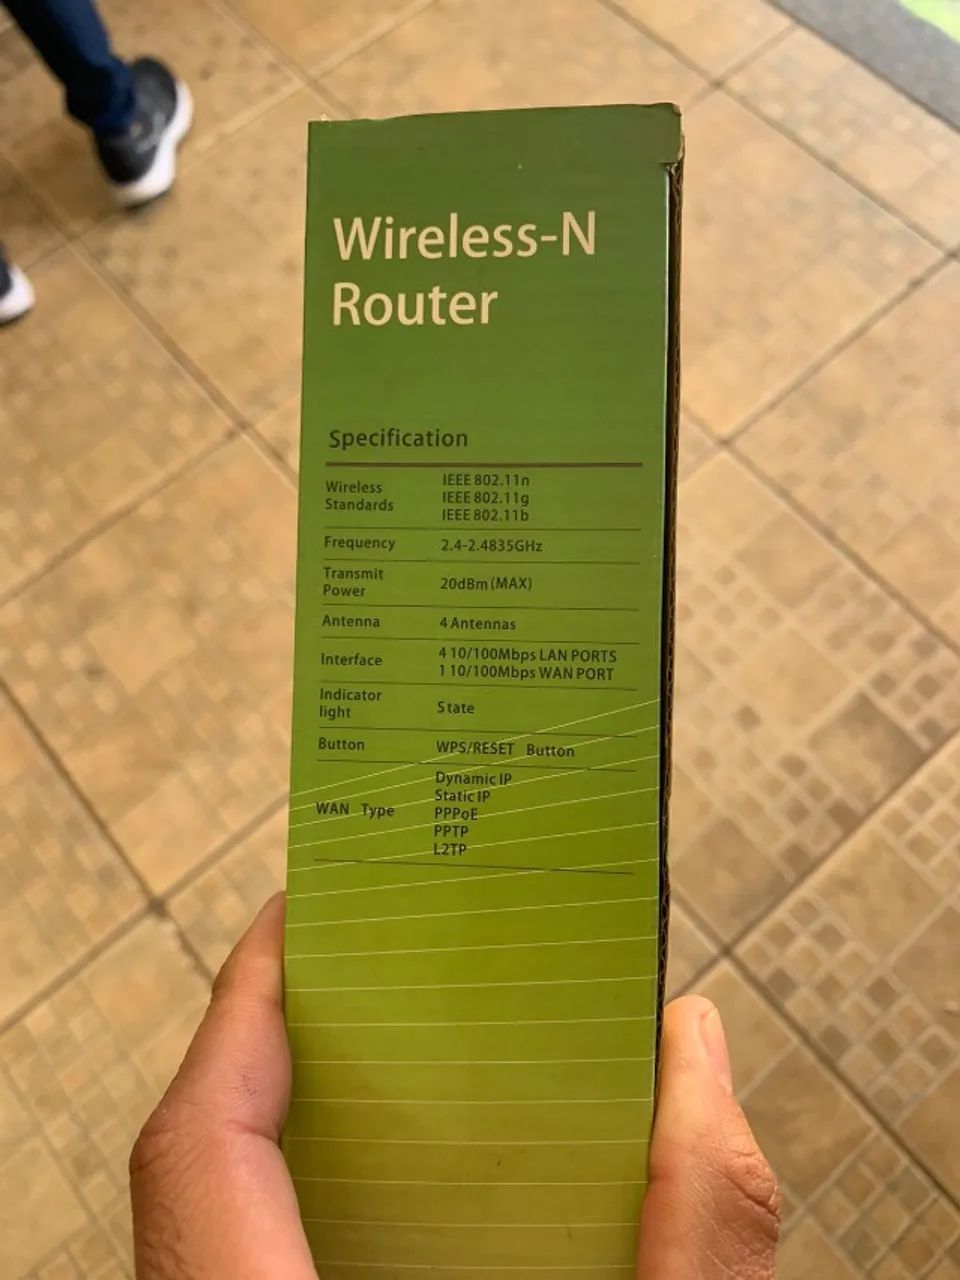 Wireless-N
Router
Specification
Wireless
Standards
IEEE 802.11n
IEEE 802.11g
IEEE 802.11b
Frequency
2.4-2.4835GHz
Transmit
Power
20dBm (MAX)
Antenna
4 Antennas
Interface
4 10/100Mbps LAN PORTS
1 10/100Mbps WAN PORT
Indicator
light
State
Button
WPS/RESET Button
WAN Type
Dynamic IP
Static IP
PPPoE
PPTP
L2TP